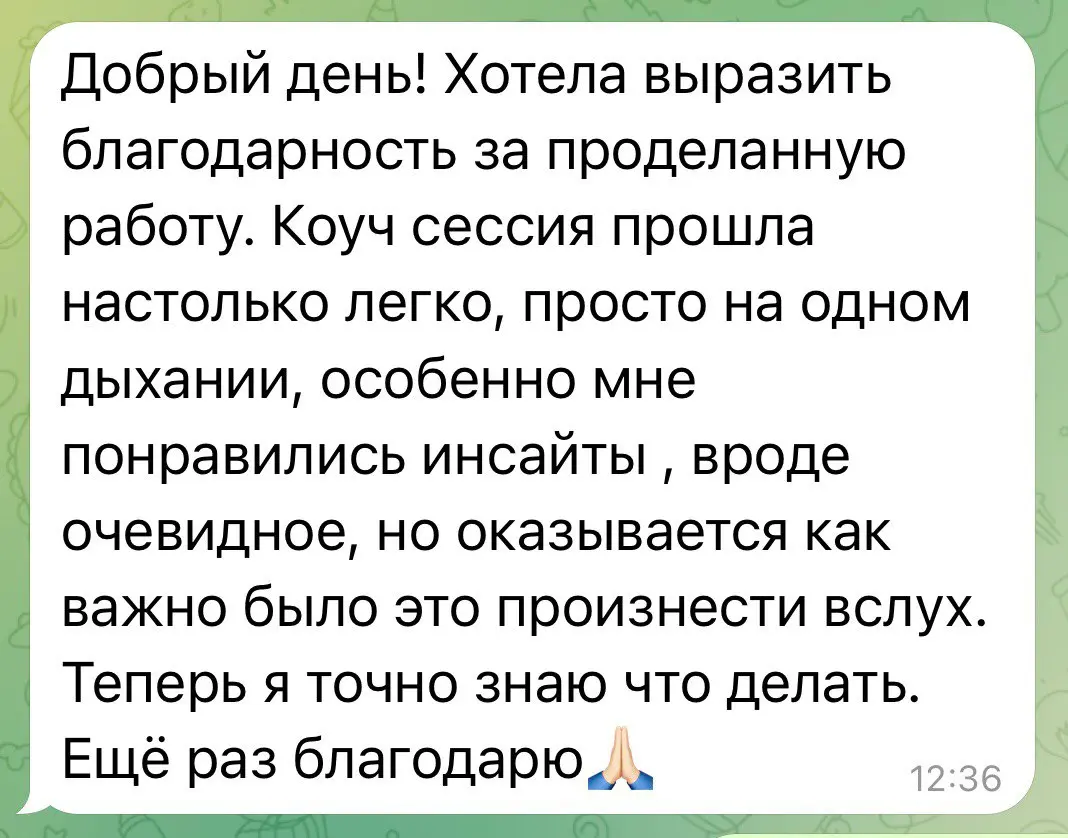 Добрый день! Хотела выразить
благодарность за проделанную
работу. Коуч сессия прошла
настолько легко, просто на одном
дыхании, особенно мне
понравились инсайты , вроде
очевидное, но оказывается как
важно было это произнести вслух.
Теперь я точно знаю что делать.
Ещё раз благодарю🙏🏻
12:36